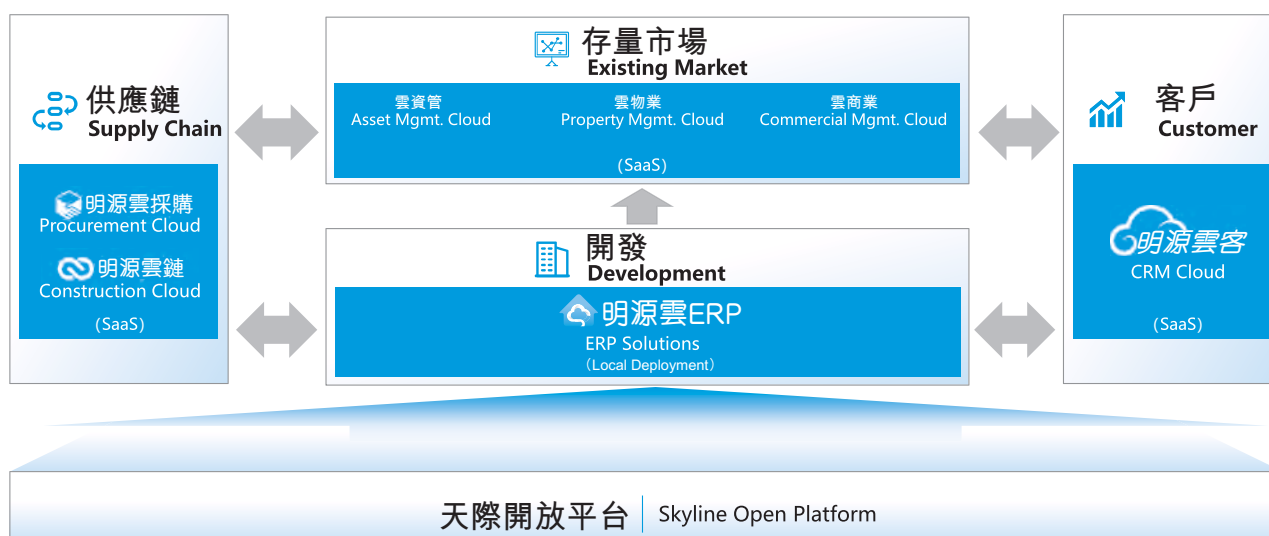 供應鏈
Supply Chain
明源雲採購
Procurement Cloud
明源雲鏈
Construction Cloud
(SaaS)
存量市場
Existing Market
雲資管
Asset Mgmt. Cloud
雲物業
Property Mgmt. Cloud
雲商業
Commercial Mgmt. Cloud
(SaaS)
開發
Development
明源雲ERP
ERP Solutions
(Local Deployment)
客戶
Customer
明源雲客
CRM Cloud
(SaaS)
天際開放平台 Skyline Open Platform